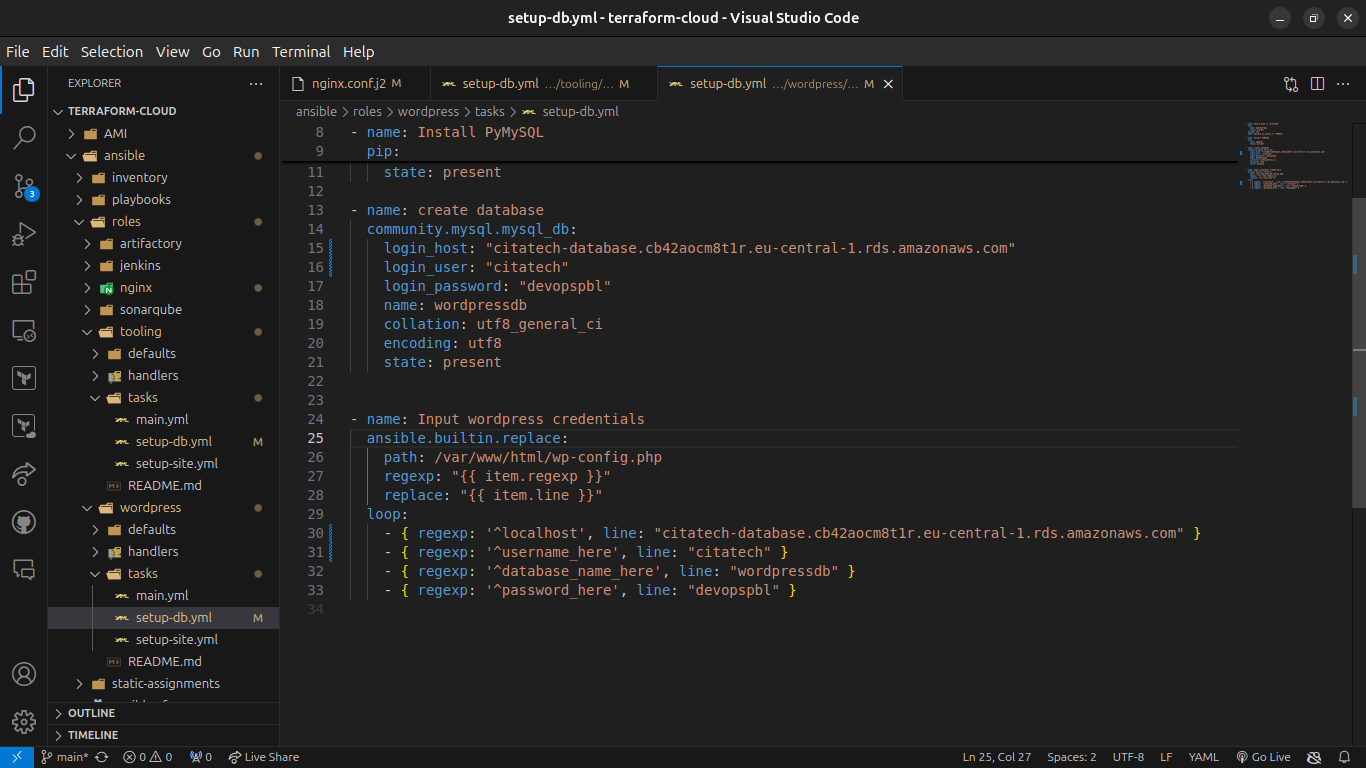 setup-db.yml - terraform-cloud - Visual Studio Code
File Edit Selection View Go Run Terminal Help
EXPLORER
TERRAFORM-CLOUD
AMI
ansible
inventory
playbooks
roles
artifactory
jenkins
nginx
sonarqube
tooling
defaults
handlers
tasks
main.yml
setup-db.yml M
setup-site.yml
README.md
wordpress
defaults
handlers
tasks
main.yml
setup-db.yml M
setup-site.yml
README.md
static-assignments
OUTLINE
TIMELINE
3
nginx.conf.j2 M
setup-db.yml .../tooling/... M
setup-db.yml .../wordpress/... M
ansible > roles > wordpress > tasks > setup-db.yml
8 - name: Install PyMySQL
9 pip:
11 state: present
12
13 - name: create database
14 community.mysql.mysql_db:
15 login_host: "citatech-database.cb42aocm8t1r.eu-central-1.rds.amazonaws.com"
16 login_user: "citatech"
17 login_password: "devopspbl"
18 name: wordpressdb
19 collation: utf8_general_ci
20 encoding: utf8
21 state: present
22
23
24 - name: Input wordpress credentials
25 ansible.builtin.replace:
26 path: /var/www/html/wp-config.php
27 regexp: "{{ item.regexp }}"
28 replace: "{{ item.line }}"
29 loop:
30 - { regexp: '^localhost', line: "citatech-database.cb42aocm8t1r.eu-central-1.rds.amazonaws.com" }
31 - { regexp: '^username_here', line: "citatech" }
32 - { regexp: '^database_name_here', line: "wordpressdb" }
33 - { regexp: '^password_here', line: "devopspbl" }
34
main* 0 0 0 Live Share
Ln 25, Col 27 Spaces: 2 UTF-8 LF YAML Go Live